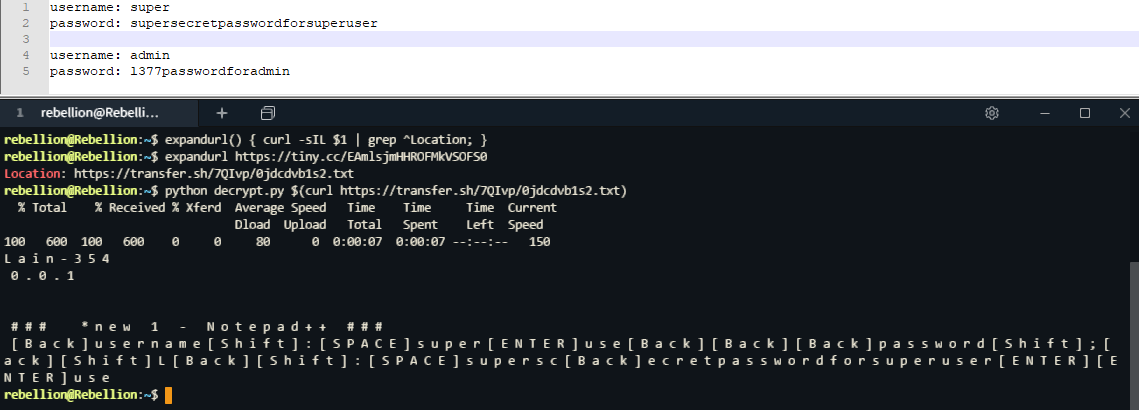 1 username: super
2 password: supersecretpasswordforsuperuser
3
4 username: admin
5 password: l377passwordforadmin
1 rebellion@Rebelli...
rebellion@Rebellion:~$ expandurl() { curl -sIL $1 | grep ^Location; }
rebellion@Rebellion:~$ expandurl https://tiny.cc/EAmlsjmHHROFMkVSOFS0
Location: https://transfer.sh/7QIvp/0jdcdvb1s2.txt
rebellion@Rebellion:~$ python decrypt.py $(curl https://transfer.sh/7QIvp/0jdcdvb1s2.txt)
% Total % Received % Xferd Average Speed Time Time Time Current
Dload Upload Total Spent Left Speed
100 600 100 600 0 0 80 0 0:00:07 0:00:07 --:--:-- 150
L a i n - 3 5 4
0 . 0 . 1
# # # * n e w 1 - N o t e p a d + + # # #
[ B a c k ] u s e r n a m e [ S h i f t ] : [ S P A C E ] s u p e r [ E N T E R ] u s e [ B a c k ] [ B a c k ] [ B a c k ] p a s s w o r d [ S h i f t ] ; [
a c k ] [ S h i f t ] L [ B a c k ] [ S h i f t ] : [ S P A C E ] s u p e r s c [ B a c k ] e c r e t p a s s w o r d f o r s u p e r u s e r [ E N T E R ] [ E
N T E R ] u s e
rebellion@Rebellion:~$